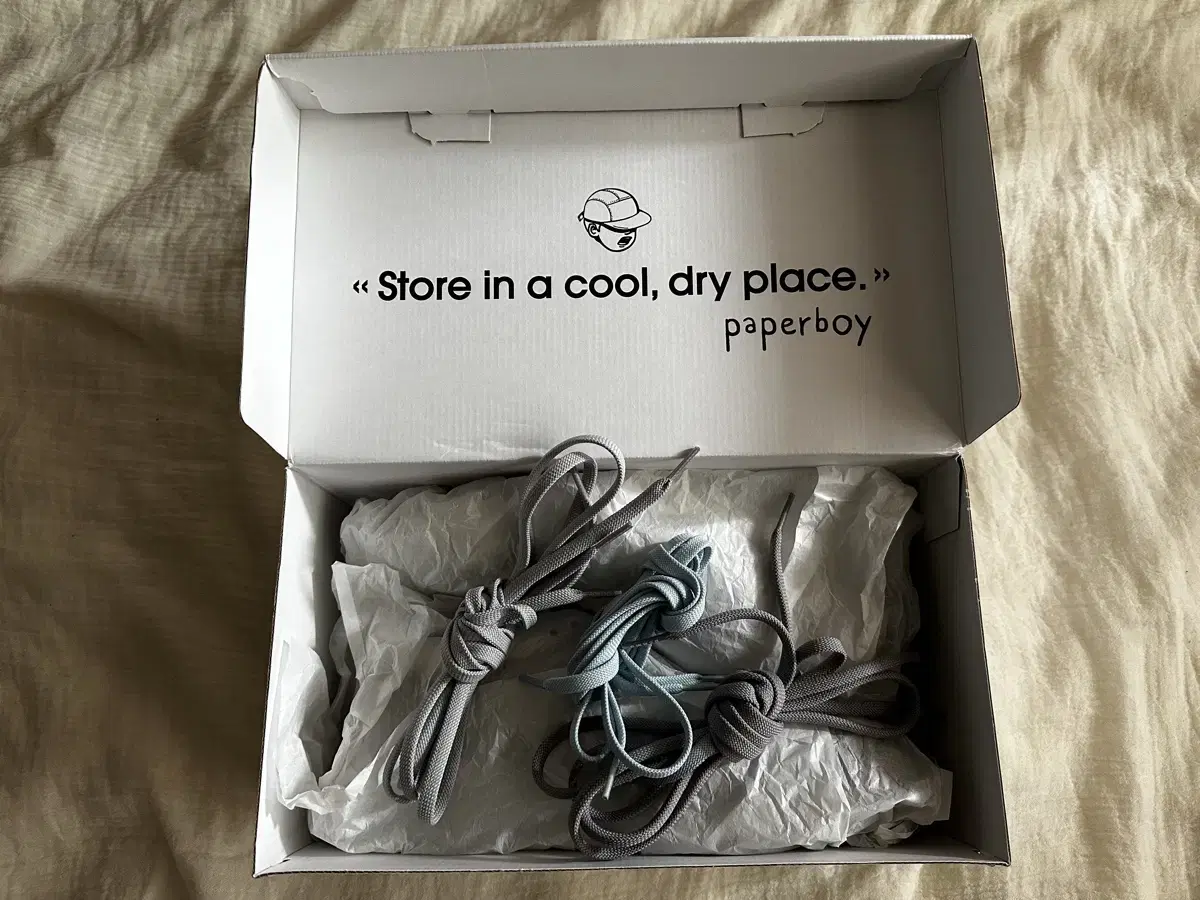 « Store in a cool, dry place. »
paperboy